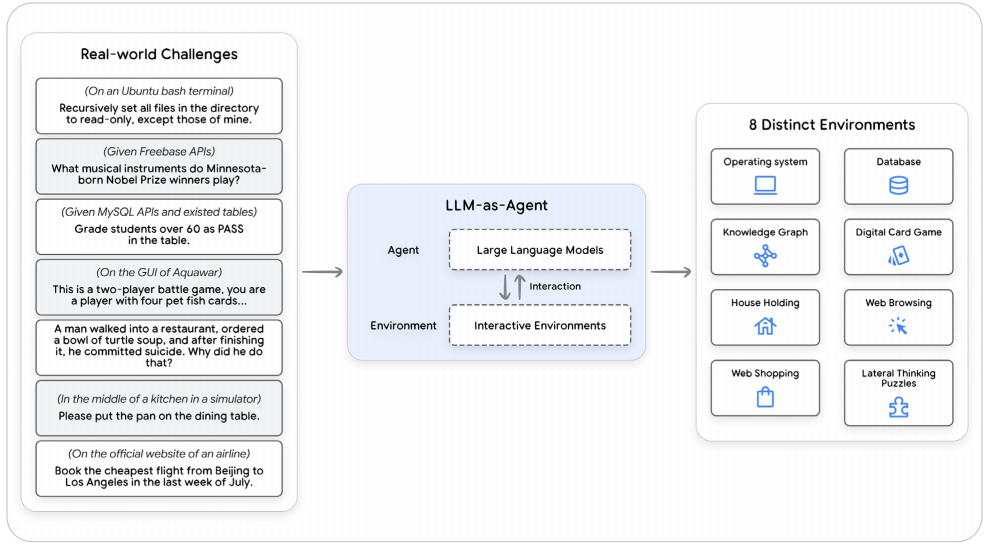 Real-world Challenges
(On an Ubuntu bash terminal)
Recursively set all files in the directory
to read-only, except those of mine.
(Given Freebase APIs)
What musical instruments do Minnesota-
born Nobel Prize winners play?
(Given MySQL APIs and existed tables)
Grade students over 60 as PASS
in the table.
(On the GUI of Aquawar)
This is a two-player battle game, you are
a player with four pet fish cards...
A man walked into a restaurant, ordered
a bowl of turtle soup, and after finishing
it, he committed suicide. Why did he do
that?
(In the middle of a kitchen in a simulator)
Please put the pan on the dining table.
(On the official website of an airline)
Book the cheapest flight from Beijing to
Los Angeles in the last week of July.
LLM-as-Agent
Agent
Large Language Models
Interaction
Environment
Interactive Environments
8 Distinct Environments
Operating system
Database
Knowledge Graph
Digital Card Game
House Holding
Web Browsing
Web Shopping
Lateral Thinking
Puzzles